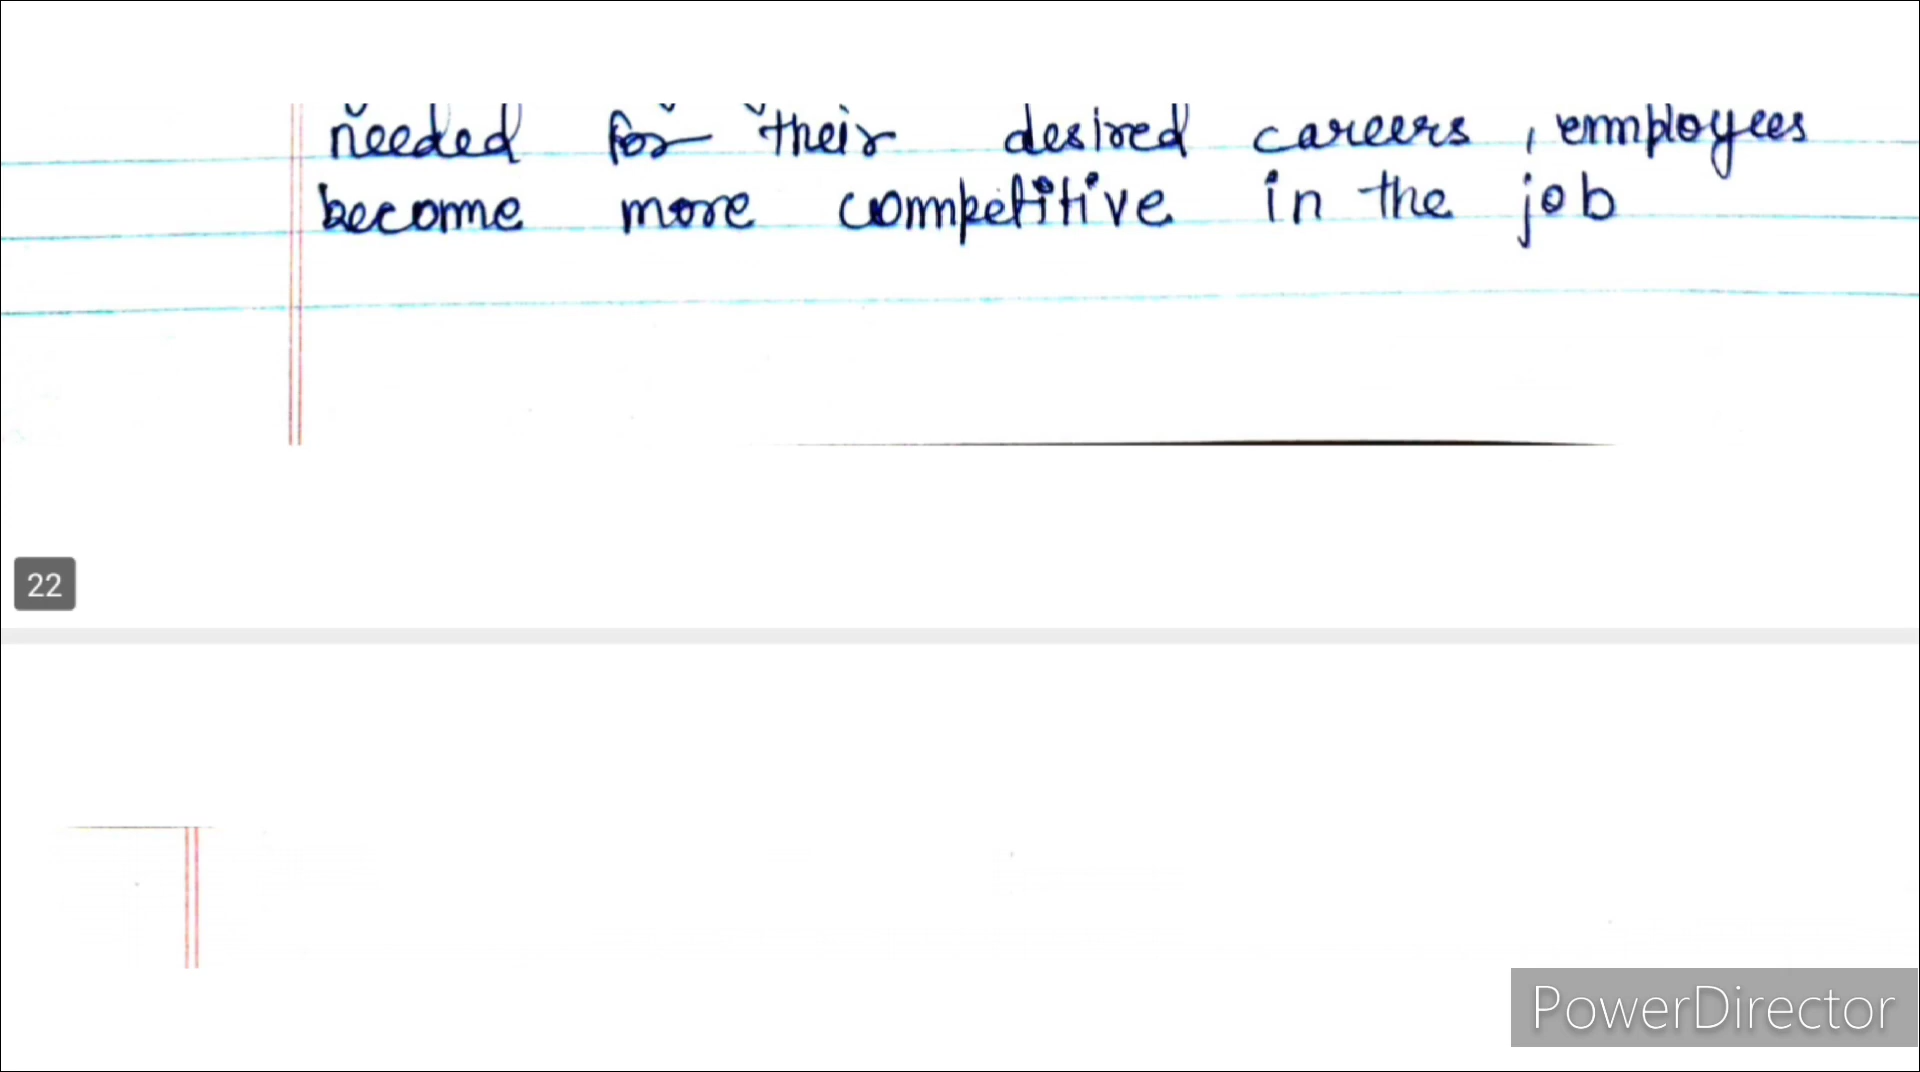 needed for their desired careers, employees
become more competitive in the job
22
PowerDirector